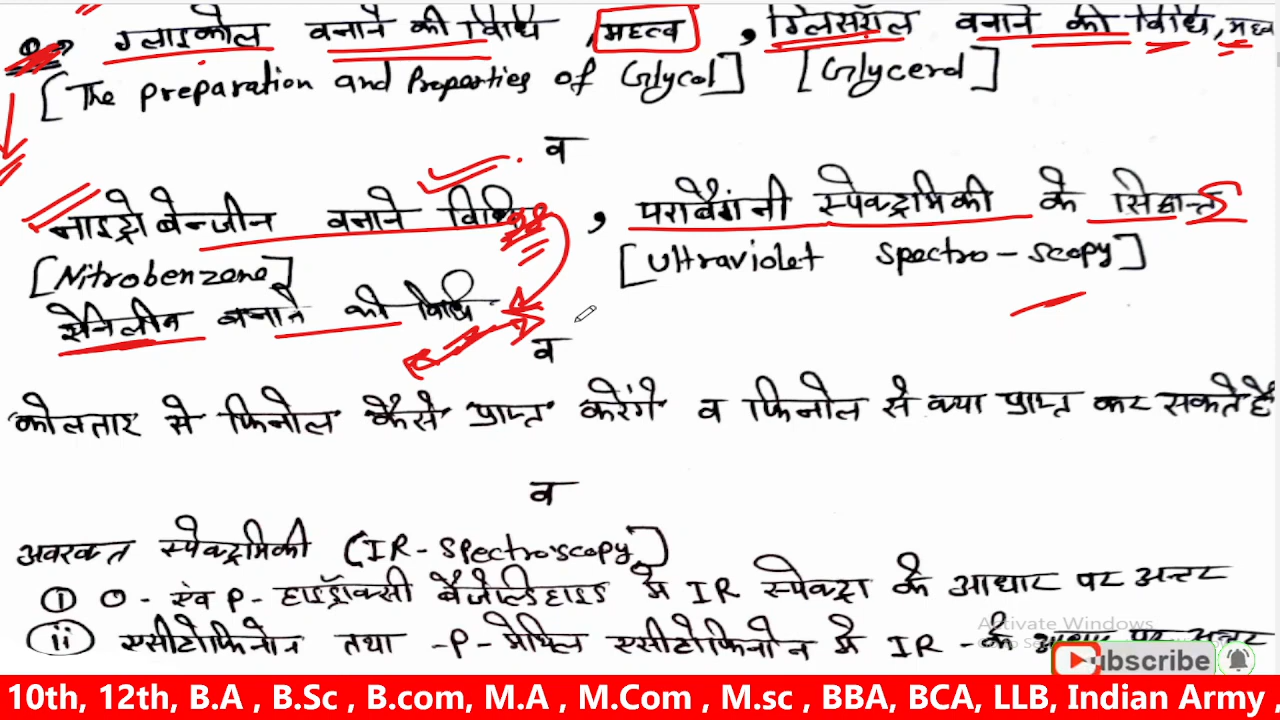 ग्लाइकोल बनाने की विधि, महत्व, ग्लिसरॉल बनाने की विधि, महत्व
[The preparation and Properties of Glycol] [Glycerol]
व
नाइट्रोबेन्जीन बनाने विधि, पराबैंगनी स्पेक्ट्रमिकी के सिद्धान्त
[Nitrobenzene] [Ultraviolet Spectro-scopy]
ऐनिलीन बनाने की विधि
व
कोलतार से फिनोल कैसे प्राप्त करेंगे व फिनोल से क्या प्राप्त कर सकते हैं
व
अवरक्त स्पेक्ट्रमिकी (IR-Spectroscopy)
i o- एंव p- हाइड्रॉक्सी बैंजेल्डिहाइड में IR स्पेक्ट्रा के आधार पर अन्तर
ii एसीटोफिनोन तथा -p- मेथिल एसीटोफिनोन में IR - के आधार पर अन्तर
Activate Windows
Subscribe
10th, 12th, B.A , B.Sc , B.com, M.A , M.Com , M.sc , BBA, BCA, LLB, Indian Army ,